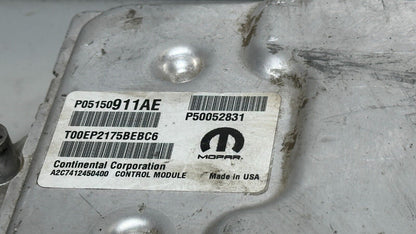 P05150911AE
P50052831
T00EP2175BEBC6
MOPAR
Continental Corporation
A2C7412450400 CONTROL MODULE Made in USA